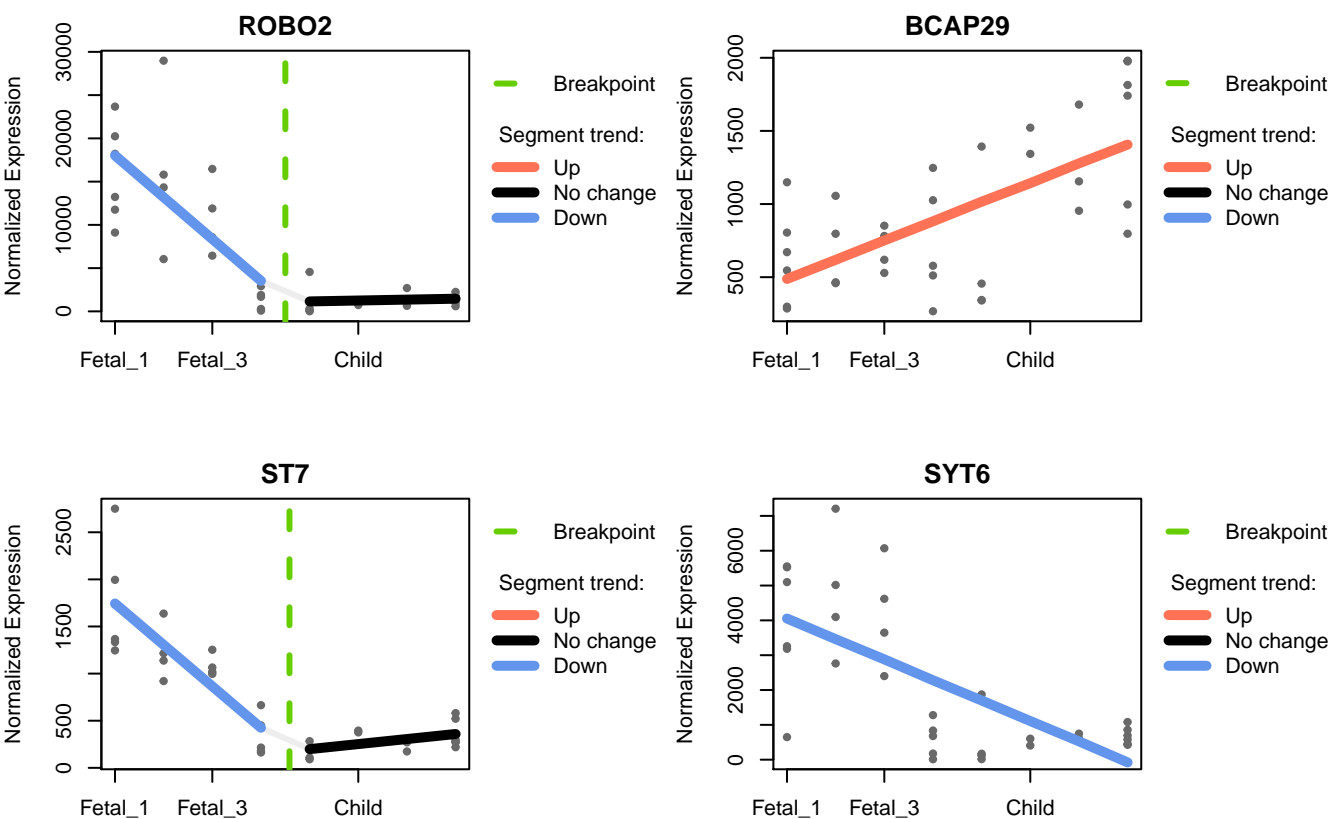 ROBO2
Normalized Expression
30000
20000
10000
0
Fetal_1 Fetal_3 Child
Breakpoint
Segment trend:
Up
No change
Down
BCAP29
Normalized Expression
2000
1500
1000
500
Fetal_1 Fetal_3 Child
Breakpoint
Segment trend:
Up
No change
Down
ST7
Normalized Expression
2500
1500
500
0
Fetal_1 Fetal_3 Child
Breakpoint
Segment trend:
Up
No change
Down
SYT6
Normalized Expression
6000
4000
2000
0
Fetal_1 Fetal_3 Child
Breakpoint
Segment trend:
Up
No change
Down